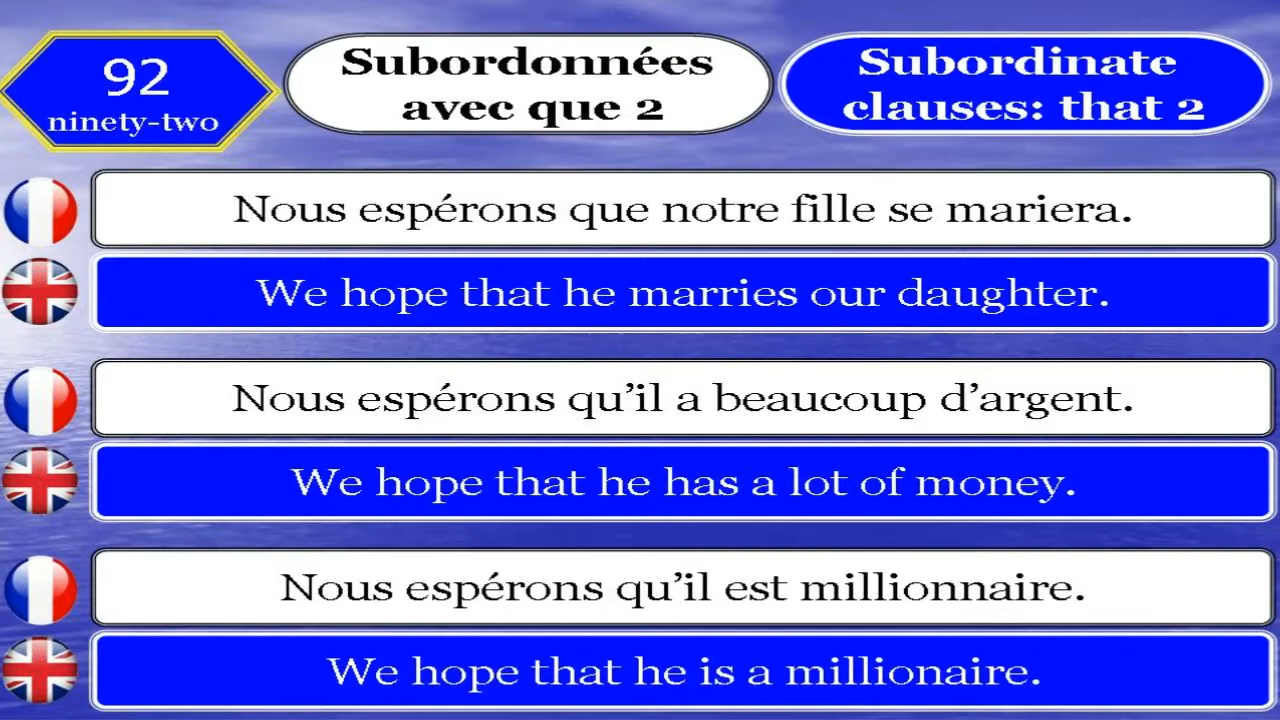 92
ninety-two
Subordonnées
avec que 2
Subordinate
clauses: that 2
Nous espérons que notre fille se mariera.
We hope that he marries our daughter.
Nous espérons qu’il a beaucoup d’argent.
We hope that he has a lot of money.
Nous espérons qu’il est millionnaire.
We hope that he is a millionaire.